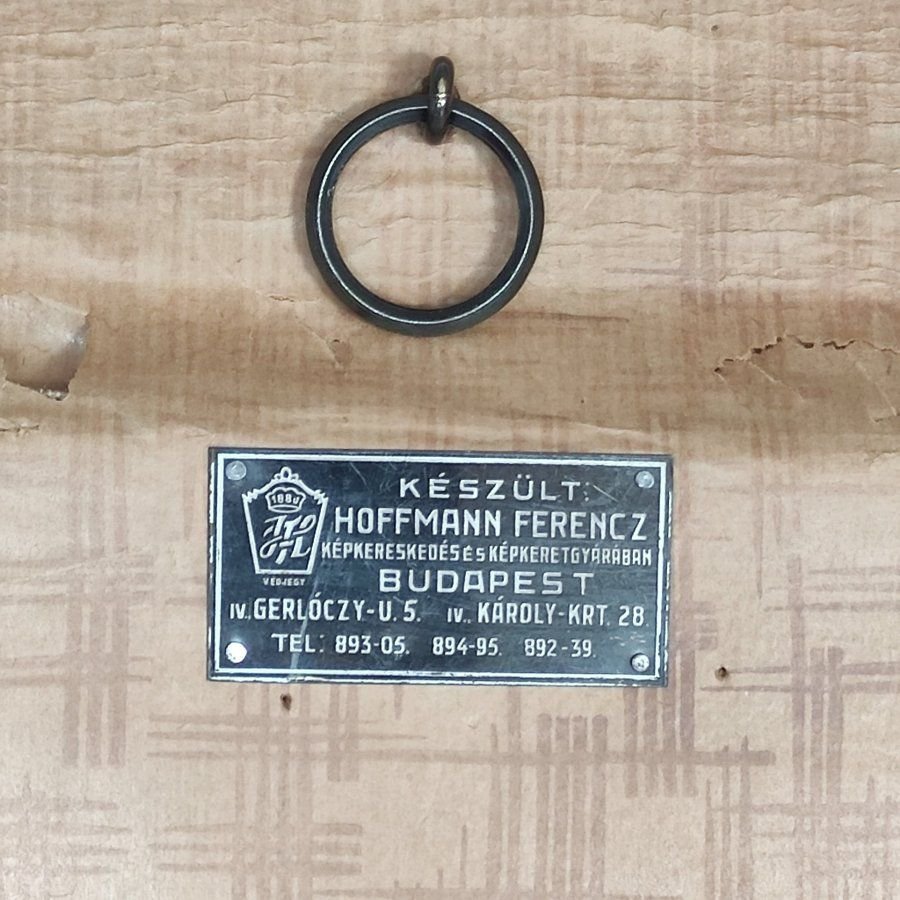 KÉSZÜLT:
HOFFMANN FERENCZ
KÉPKERESKEDÉS ÉS KÉPKERETGYÁRÁBAN
BUDAPEST
IV., GERLÓCZY-U. 5. IV., KÁROLY-KRT. 28.
TEL: 893-05. 894-95. 892-39.
1880
VÉDJEGY